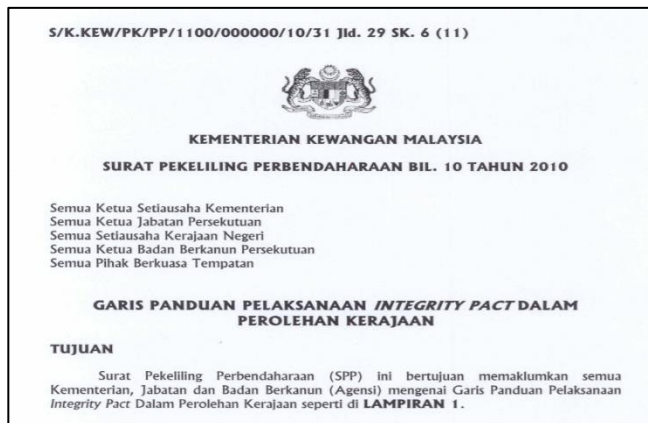 S/K.KEW/PK/PP/1100/000000/10/31 Jld. 29 SK. 6 (11)
KEMENTERIAN KEWANGAN MALAYSIA
SURAT PEKELILING PERBENDAHARAAN BIL. 10 TAHUN 2010
Semua Ketua Setiausaha Kementerian
Semua Ketua Jabatan Persekutuan
Semua Setiausaha Kerajaan Negeri
Semua Ketua Badan Berkanun Persekutuan
Semua Pihak Berkuasa Tempatan
GARIS PANDUAN PELAKSANAAN INTEGRITY PACT DALAM
PEROLEHAN KERAJAAN
TUJUAN
Surat Pekeliling Perbendaharaan (SPP) ini bertujuan memaklumkan semua
Kementerian, Jabatan dan Badan Berkanun (Agensi) mengenai Garis Panduan Pelaksanaan
Integrity Pact Dalam Perolehan Kerajaan seperti di LAMPIRAN 1.